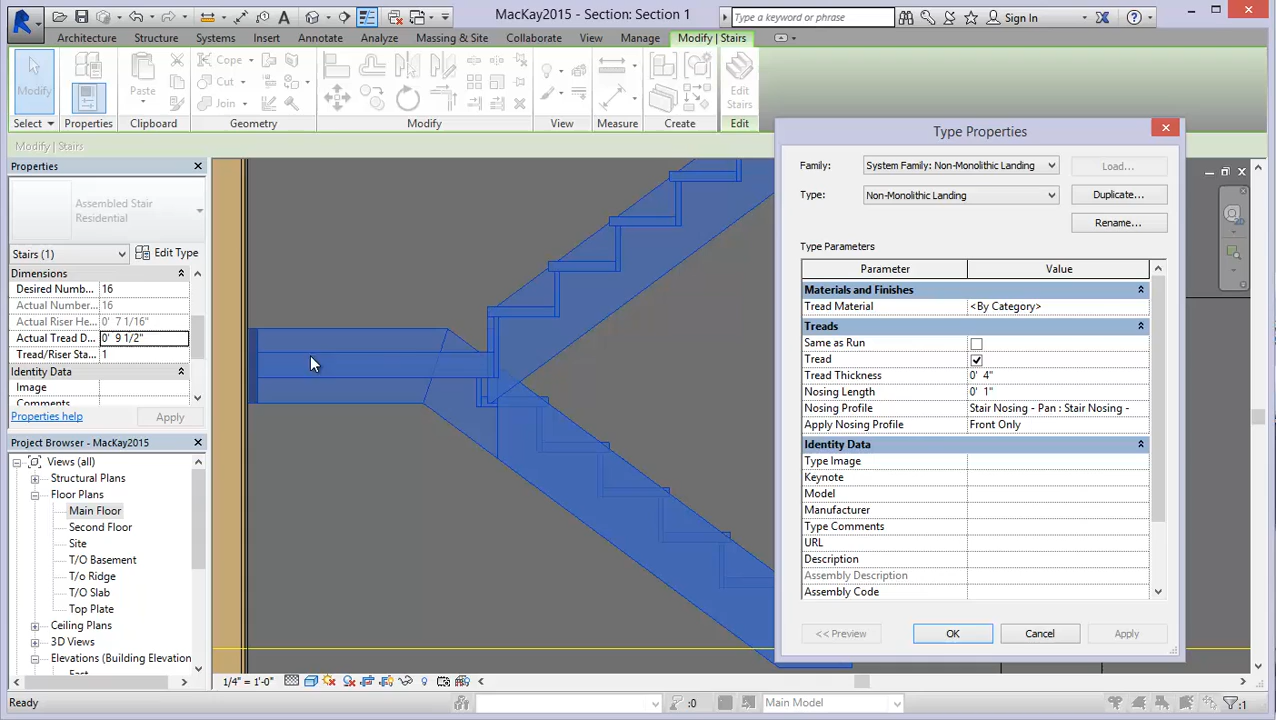 MacKay2015 - Section: Section 1
Type a keyword or phrase
Sign In
Architecture Structure Systems Insert Annotate Analyze Massing & Site Collaborate View Manage Modify | Stairs
Modify
Properties
Paste
Cope
Cut
Join
Edit
Stairs
Select Properties Clipboard Geometry Modify View Measure Create Edit
Modify | Stairs
Properties
Assembled Stair
Residential
Stairs (1)
Edit Type
Dimensions
Desired Numb... 16
Actual Number... 16
Actual Riser He... 0' 7 1/16"
Actual Tread D... 0' 9 1/2"
Tread/Riser Sta... 1
Identity Data
Image
Comments
Properties help
Apply
Project Browser - MacKay2015
Views (all)
Structural Plans
Floor Plans
Main Floor
Second Floor
Site
T/O Basement
T/o Ridge
T/O Slab
Top Plate
Ceiling Plans
3D Views
Elevations (Building Elevation
East
Type Properties
Family:
System Family: Non-Monolithic Landing
Load...
Type:
Non-Monolithic Landing
Duplicate...
Rename...
Type Parameters
Parameter Value
Materials and Finishes
Tread Material <By Category>
Treads
Same as Run
Tread
Tread Thickness 0' 4"
Nosing Length 0' 1"
Nosing Profile Stair Nosing - Pan : Stair Nosing -
Apply Nosing Profile Front Only
Identity Data
Type Image
Keynote
Model
Manufacturer
Type Comments
URL
Description
Assembly Description
Assembly Code
<< Preview
OK
Cancel
Apply
1/4" = 1'-0"
Ready
:0
Main Model
:1